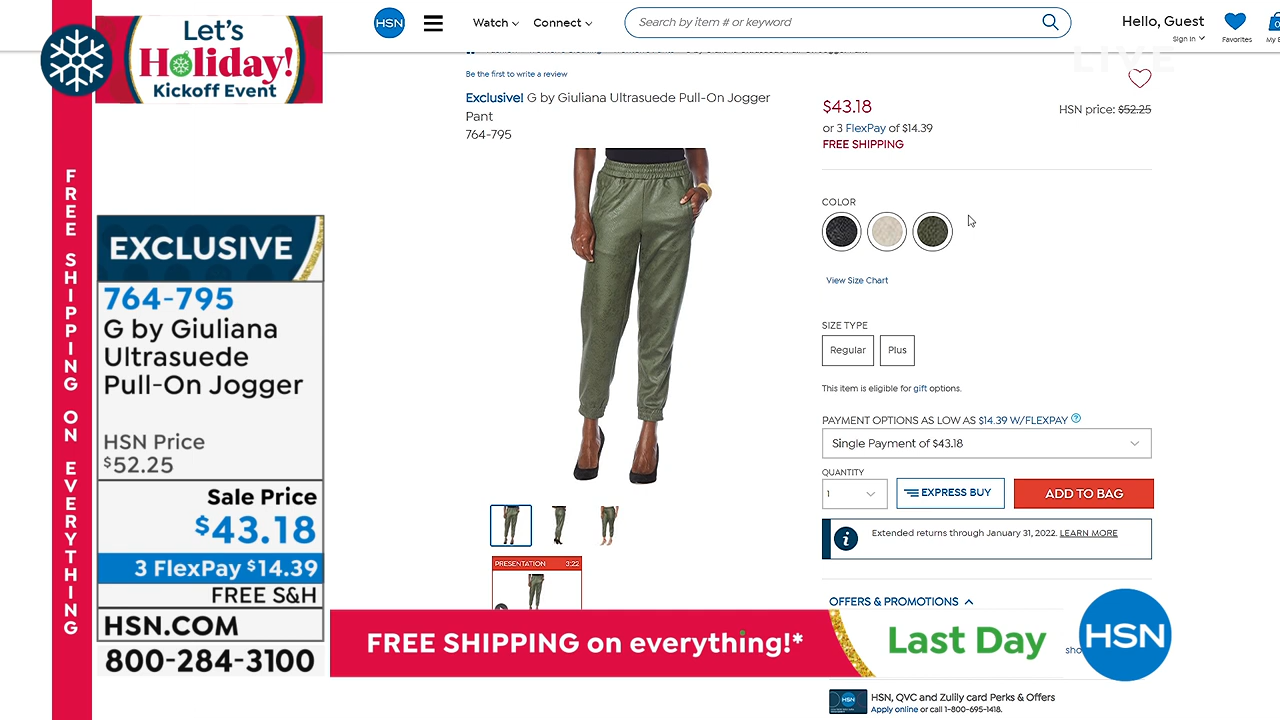 Let's
Holiday!
Kickoff Event
FREE SHIPPING ON EVERYTHING
EXCLUSIVE
764-795
G by Giuliana
Ultrasuede
Pull-On Jogger
HSN Price
$52.25
Sale Price
$43.18
3 FlexPay $14.39
FREE S&H
HSN.COM
800-284-3100
HSN
Watch
Connect
Search by item # or keyword
Hello, Guest
Sign In
Favorites
My
0
LIVE
Be the first to write a review
Exclusive! G by Giuliana Ultrasuede Pull-On Jogger
Pant
764-795
PRESENTATION 3:22
$43.18
HSN price: $52.25
or 3 FlexPay of $14.39
FREE SHIPPING
COLOR
View Size Chart
SIZE TYPE
Regular
Plus
This item is eligible for gift options.
PAYMENT OPTIONS AS LOW AS $14.39 W/FLEXPAY ?
Single Payment of $43.18
QUANTITY
1
EXPRESS BUY
ADD TO BAG
Extended returns through January 31, 2022. LEARN MORE
OFFERS & PROMOTIONS
FREE SHIPPING on everything!*
Last Day
sho
HSN
HSN
HSN, QVC and Zulily card Perks & Offers
Apply online or call 1-800-695-1418.